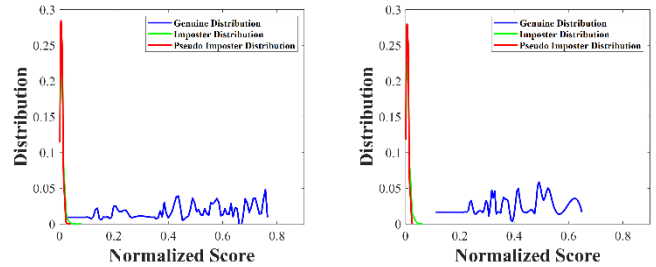 0.3
0.25
0.2
0.15
0.1
0.05
0
Distribution
Genuine Distribution
Imposter Distribution
Pseudo Imposter Distribution
0 0.2 0.4 0.6 0.8
Normalized Score
0.3
0.25
0.2
0.15
0.1
0.05
0
Distribution
Genuine Distribution
Imposter Distribution
Pseudo Imposter Distribution
0 0.2 0.4 0.6 0.8
Normalized Score